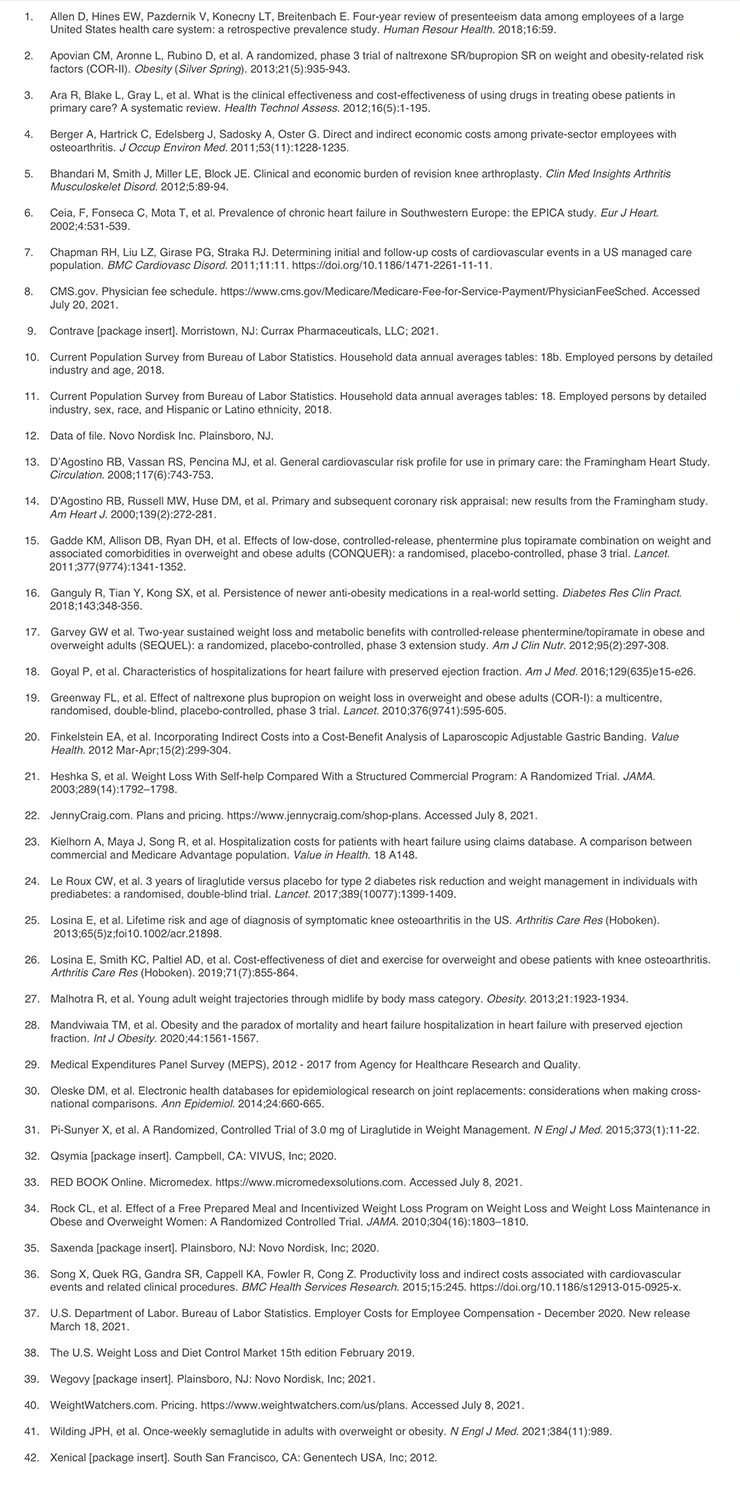 1. Allen D, Hines EW, Pazdernik V, Konecny LT, Breitenbach E. Four-year review of presenteeism data among employees of a large
United States health care system: a retrospective prevalence study. Human Resour Health. 2018;16:59.
2. Apovian CM, Aronne L, Rubino D, et al. A randomized, phase 3 trial of naltrexone SR/bupropion SR on weight and obesity-related risk
factors (COR-II). Obesity (Silver Spring). 2013;21(5):935-943.
3. Ara R, Blake L, Gray L, et al. What is the clinical effectiveness and cost-effectiveness of using drugs in treating obese patients in
primary care? A systematic review. Health Technol Assess. 2012;16(5):1-195.
4. Berger A, Hartrick C, Edelsberg J, Sadosky A, Oster G. Direct and indirect economic costs among private-sector employees with
osteoarthritis. J Occup Environ Med. 2011;53(11):1228-1235.
5. Bhandari M, Smith J, Miller LE, Block JE. Clinical and economic burden of revision knee arthroplasty. Clin Med Insights Arthritis
Musculoskelet Disord. 2012;5:89-94.
6. Ceia, F, Fonseca C, Mota T, et al. Prevalence of chronic heart failure in Southwestern Europe: the EPICA study. Eur J Heart.
2002;4:531-539.
7. Chapman RH, Liu LZ, Girase PG, Straka RJ. Determining initial and follow-up costs of cardiovascular events in a US managed care
population. BMC Cardiovasc Disord. 2011;11:11. https://doi.org/10.1186/1471-2261-11-11.
8. CMS.gov. Physician fee schedule. https://www.cms.gov/Medicare/Medicare-Fee-for-Service-Payment/PhysicianFeeSched. Accessed
July 20, 2021.
9. Contrave [package insert]. Morristown, NJ: Currax Pharmaceuticals, LLC; 2021.
10. Current Population Survey from Bureau of Labor Statistics. Household data annual averages tables: 18b. Employed persons by detailed
industry and age, 2018.
11. Current Population Survey from Bureau of Labor Statistics. Household data annual averages tables: 18. Employed persons by detailed
industry, sex, race, and Hispanic or Latino ethnicity, 2018.
12. Data of file. Novo Nordisk Inc. Plainsboro, NJ.
13. D'Agostino RB, Vassan RS, Pencina MJ, et al. General cardiovascular risk profile for use in primary care: the Framingham Heart Study.
Circulation. 2008;117(6):743-753.
14. D'Agostino RB, Russell MW, Huse DM, et al. Primary and subsequent coronary risk appraisal: new results from the Framingham study.
Am Heart J. 2000;139(2):272-281.
15. Gadde KM, Allison DB, Ryan DH, et al. Effects of low-dose, controlled-release, phentermine plus topiramate combination on weight and
associated comorbidities in overweight and obese adults (CONQUER): a randomised, placebo-controlled, phase 3 trial. Lancet.
2011;377(9774):1341-1352.
16. Ganguly R, Tian Y, Kong SX, et al. Persistence of newer anti-obesity medications in a real-world setting. Diabetes Res Clin Pract.
2018;143;348-356.
17. Garvey GW et al. Two-year sustained weight loss and metabolic benefits with controlled-release phentermine/topiramate in obese and
overweight adults (SEQUEL): a randomized, placebo-controlled, phase 3 extension study. Am J Clin Nutr. 2012;95(2):297-308.
18. Goyal P, et al. Characteristics of hospitalizations for heart failure with preserved ejection fraction. Am J Med. 2016;129(635)e15-e26.
19. Greenway FL, et al. Effect of naltrexone plus bupropion on weight loss in overweight and obese adults (COR-I): a multicentre,
randomised, double-blind, placebo-controlled, phase 3 trial. Lancet. 2010;376(9741):595-605.
20. Finkelstein EA, et al. Incorporating Indirect Costs into a Cost-Benefit Analysis of Laparoscopic Adjustable Gastric Banding. Value
Health. 2012 Mar-Apr;15(2):299-304.
21. Heshka S, et al. Weight Loss With Self-help Compared With a Structured Commercial Program: A Randomized Trial. JAMA.
2003;289(14):1792–1798.
22. JennyCraig.com. Plans and pricing. https://www.jennycraig.com/shop-plans. Accessed July 8, 2021.
23. Kielhorn A, Maya J, Song R, et al. Hospitalization costs for patients with heart failure using claims database. A comparison between
commercial and Medicare Advantage population. Value in Health. 18 A148.
24. Le Roux CW, et al. 3 years of liraglutide versus placebo for type 2 diabetes risk reduction and weight management in individuals with
prediabetes: a randomised, double-blind trial. Lancet. 2017;389(10077):1399-1409.
25. Losina E, et al. Lifetime risk and age of diagnosis of symptomatic knee osteoarthritis in the US. Arthritis Care Res (Hoboken).
2013;65(5)z;foi10.1002/acr.21898.
26. Losina E, Smith KC, Paltiel AD, et al. Cost-effectiveness of diet and exercise for overweight and obese patients with knee osteoarthritis.
Arthritis Care Res (Hoboken). 2019;71(7):855-864.
27. Malhotra R, et al. Young adult weight trajectories through midlife by body mass category. Obesity. 2013;21:1923-1934.
28. Mandviwaia TM, et al. Obesity and the paradox of mortality and heart failure hospitalization in heart failure with preserved ejection
fraction. Int J Obesity. 2020;44:1561-1567.
29. Medical Expenditures Panel Survey (MEPS), 2012 - 2017 from Agency for Healthcare Research and Quality.
30. Oleske DM, et al. Electronic health databases for epidemiological research on joint replacements: considerations when making cross-
national comparisons. Ann Epidemiol. 2014;24:660-665.
31. Pi-Sunyer X, et al. A Randomized, Controlled Trial of 3.0 mg of Liraglutide in Weight Management. N Engl J Med. 2015;373(1):11-22.
32. Qsymia [package insert]. Campbell, CA: VIVUS, Inc; 2020.
33. RED BOOK Online. Micromedex. https://www.micromedexsolutions.com. Accessed July 8, 2021.
34. Rock CL, et al. Effect of a Free Prepared Meal and Incentivized Weight Loss Program on Weight Loss and Weight Loss Maintenance in
Obese and Overweight Women: A Randomized Controlled Trial. JAMA. 2010;304(16):1803–1810.
35. Saxenda [package insert]. Plainsboro, NJ: Novo Nordisk, Inc; 2020.
36. Song X, Quek RG, Gandra SR, Cappell KA, Fowler R, Cong Z. Productivity loss and indirect costs associated with cardiovascular
events and related clinical procedures. BMC Health Services Research. 2015;15:245. https://doi.org/10.1186/s12913-015-0925-x.
37. U.S. Department of Labor. Bureau of Labor Statistics. Employer Costs for Employee Compensation - December 2020. New release
March 18, 2021.
38. The U.S. Weight Loss and Diet Control Market 15th edition February 2019.
39. Wegovy [package insert]. Plainsboro, NJ: Novo Nordisk, Inc; 2021.
40. WeightWatchers.com. Pricing. https://www.weightwatchers.com/us/plans. Accessed July 8, 2021.
41. Wilding JPH, et al. Once-weekly semaglutide in adults with overweight or obesity. N Engl J Med. 2021;384(11):989.
42. Xenical [package insert]. South San Francisco, CA: Genentech USA, Inc; 2012.